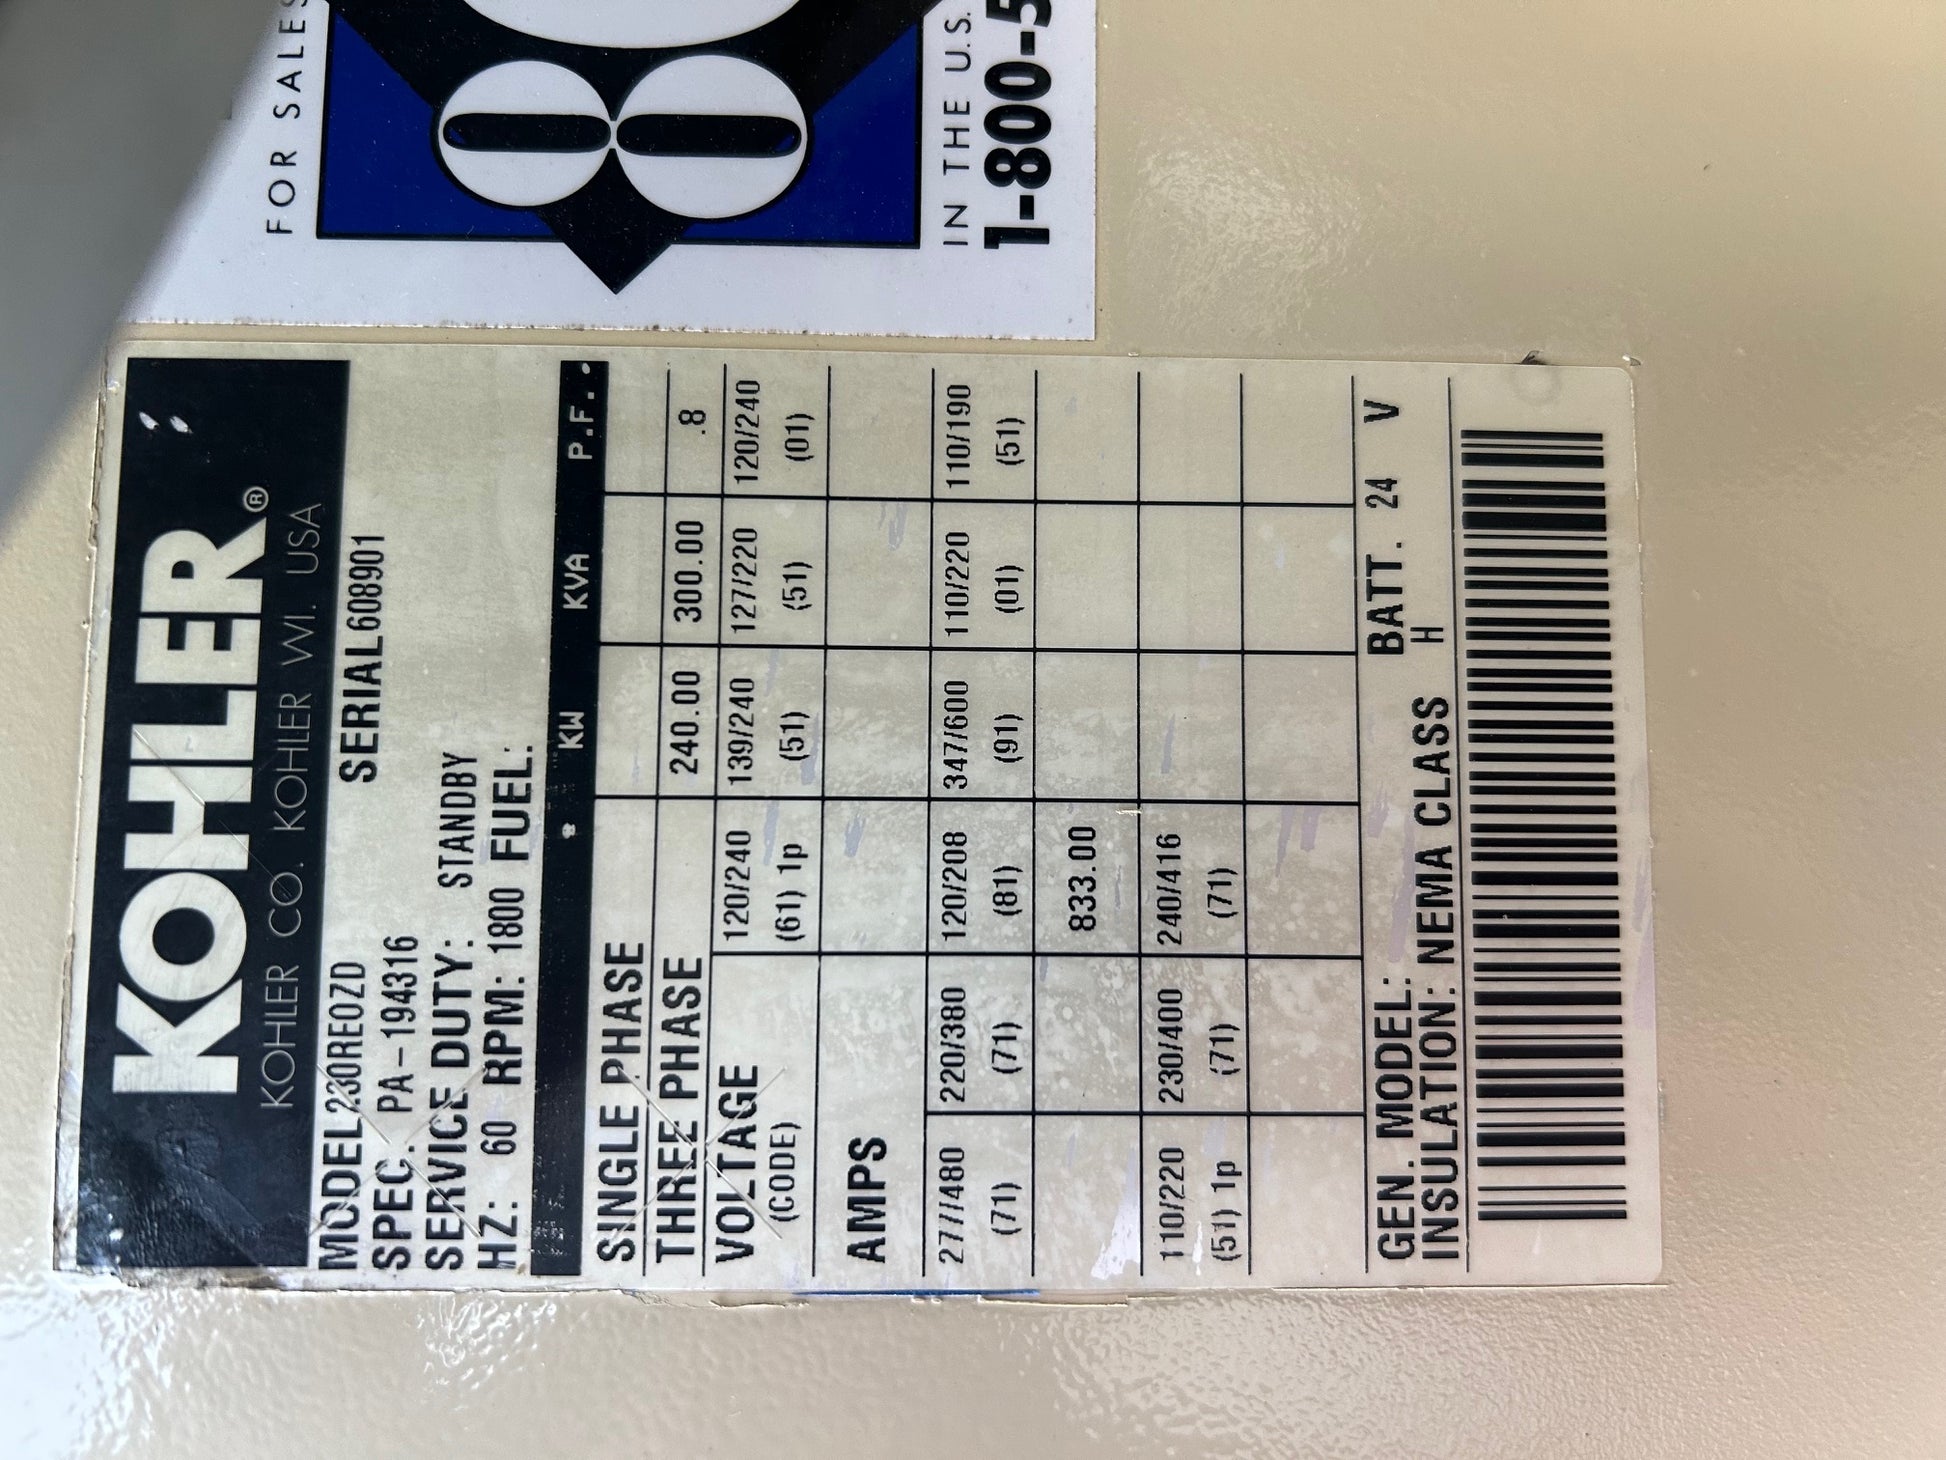 KOHLER®
KOHLER CO. KOHLER WI. USA
MODEL 230REOZD SERIAL 608901
SPEC. PA-194316
SERVICE DUTY: STANDBY
HZ: 60 RPM: 1800 FUEL:
KW KVA P.F.
SINGLE PHASE
THREE PHASE 240.00 300.00 .8
VOLTAGE 120/240 139/240 127/220 120/240
(CODE) (61) 1p (51) (51) (01)
AMPS
277/480 220/380 120/208 347/600 110/220 110/190
(71) (71) (81) (91) (01) (51)
833.00
110/220 230/400 240/416
(51) 1p (71) (71)
GEN. MODEL: BATT. 24 V
INSULATION: NEMA CLASS H
FOR SALES
IN THE U.S.
1-800-5